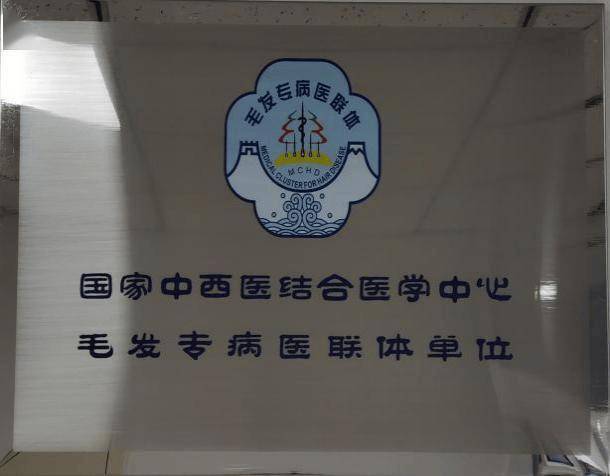 毛发专病医联体
MCHD
MEDICAL CLUSTER FOR HAIR DISEASE
国家中西医结合医学中心
毛发专病医联体单位